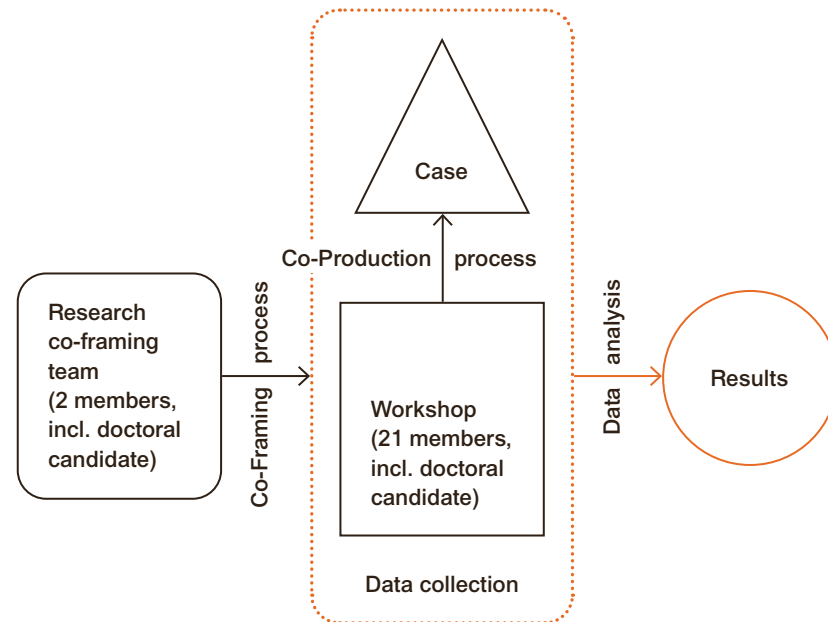 Case
Co-Production process
Research
co-framing
team
(2 members,
incl. doctoral
candidate)
Co-Framing process
Workshop
(21 members,
incl. doctoral
candidate)
Data analysis
Results
Data collection